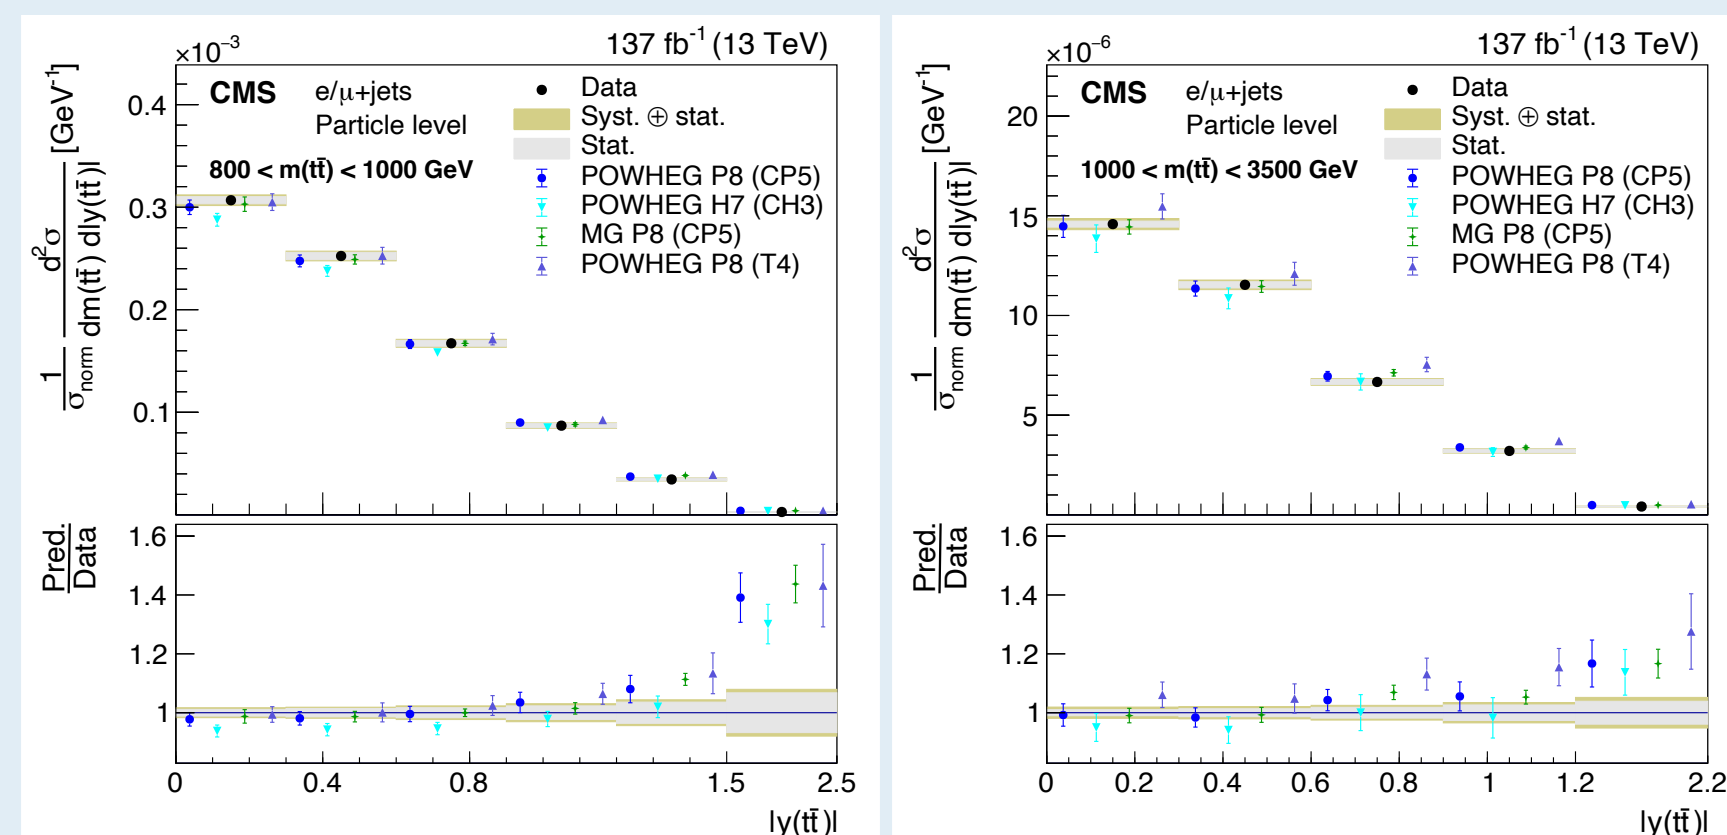 ×10⁻³
137 fb⁻¹ (13 TeV)
CMS
e/μ+jets
Particle level
800 < m(tt̄) < 1000 GeV
Data
Syst. ⊕ stat.
Stat.
POWHEG P8 (CP5)
POWHEG H7 (CH3)
MG P8 (CP5)
POWHEG P8 (T4)
1/σnorm d²σ/dm(tt̄) d|y(tt̄)| [GeV⁻¹]
0.4
0.3
0.2
0.1
Pred.
Data
1.6
1.4
1.2
1
0 0.4 0.8 1.5 2.5
|y(tt̄)|
×10⁻⁶
137 fb⁻¹ (13 TeV)
CMS
e/μ+jets
Particle level
1000 < m(tt̄) < 3500 GeV
Data
Syst. ⊕ stat.
Stat.
POWHEG P8 (CP5)
POWHEG H7 (CH3)
MG P8 (CP5)
POWHEG P8 (T4)
1/σnorm d²σ/dm(tt̄) d|y(tt̄)| [GeV⁻¹]
20
15
10
5
Pred.
Data
1.6
1.4
1.2
1
0 0.2 0.4 0.6 0.8 1 1.2 2.2
|y(tt̄)|